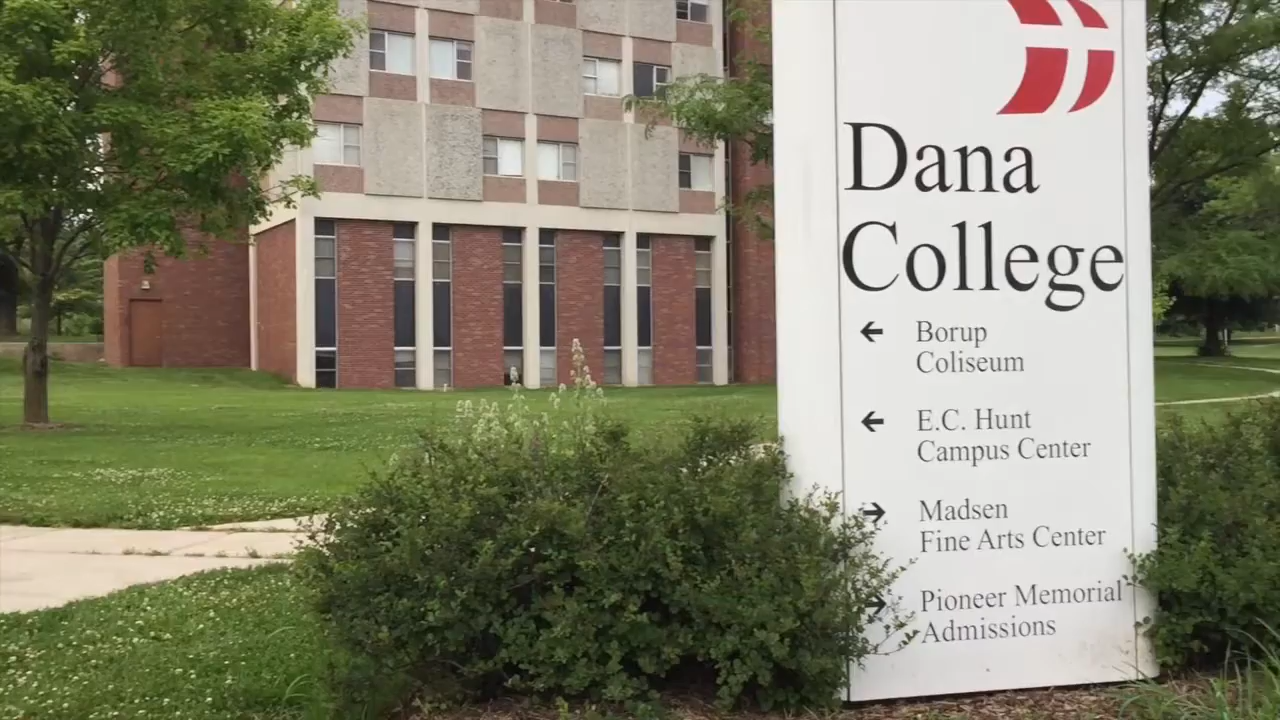 Dana
College
← Borup
Coliseum
← E.C. Hunt
Campus Center
→ Madsen
Fine Arts Center
→ Pioneer Memorial
Admissions